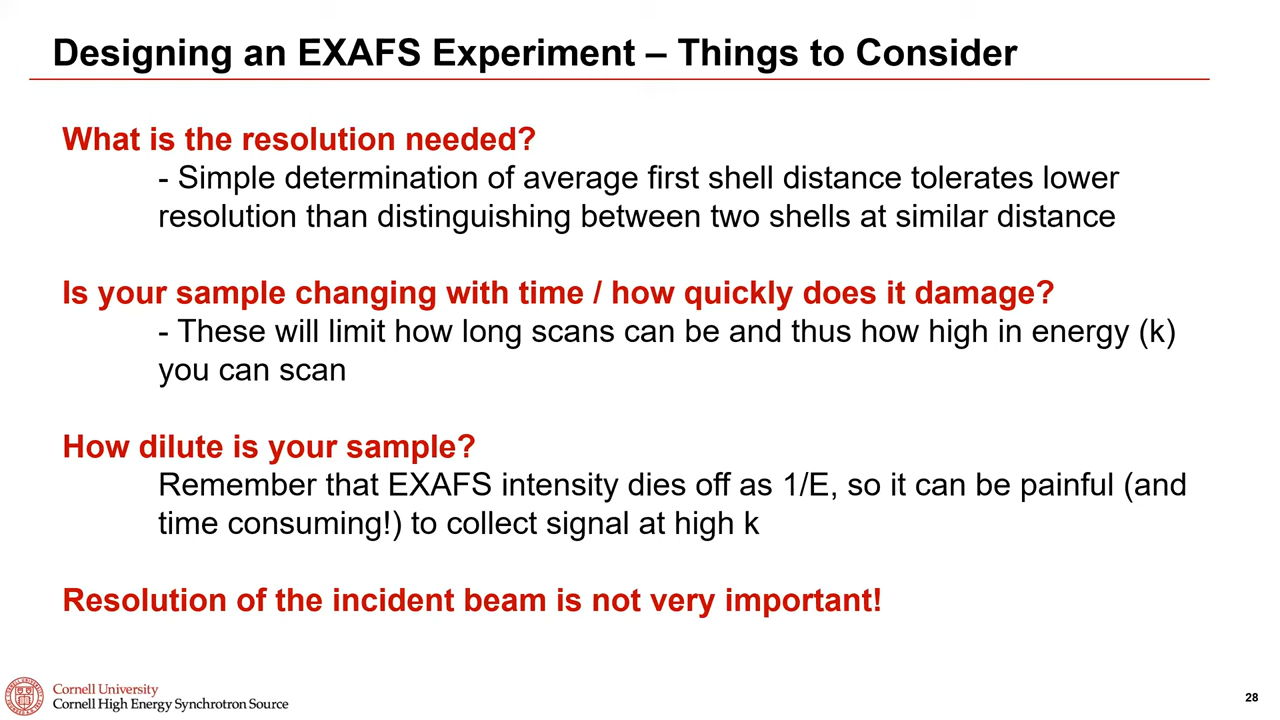 Designing an EXAFS Experiment – Things to Consider
What is the resolution needed?
- Simple determination of average first shell distance tolerates lower
resolution than distinguishing between two shells at similar distance
Is your sample changing with time / how quickly does it damage?
- These will limit how long scans can be and thus how high in energy (k)
you can scan
How dilute is your sample?
Remember that EXAFS intensity dies off as 1/E, so it can be painful (and
time consuming!) to collect signal at high k
Resolution of the incident beam is not very important!
Cornell University
Cornell High Energy Synchrotron Source
28